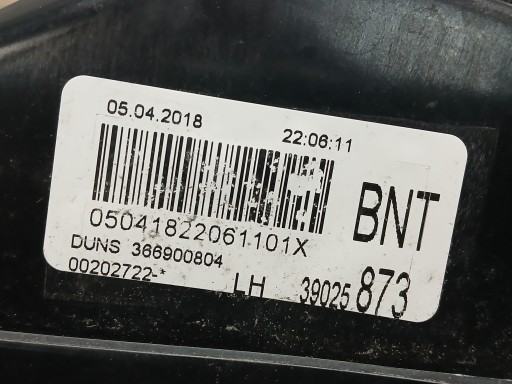 05.04.2018 22:06:11
05041822061101X
BNT
DUNS 366900804
00202722-*
LH 39025 873